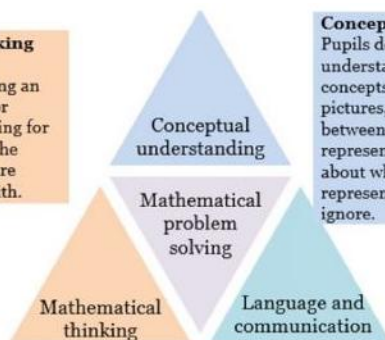 king
ng an
r
ing for
he
re
th.
Conceptual
understanding
Concep
Pupils d
understa
concepts
pictures,
between
represen
about wh
represen
ignore.
Mathematical
problem
solving
Mathematical
thinking
Language and
communication